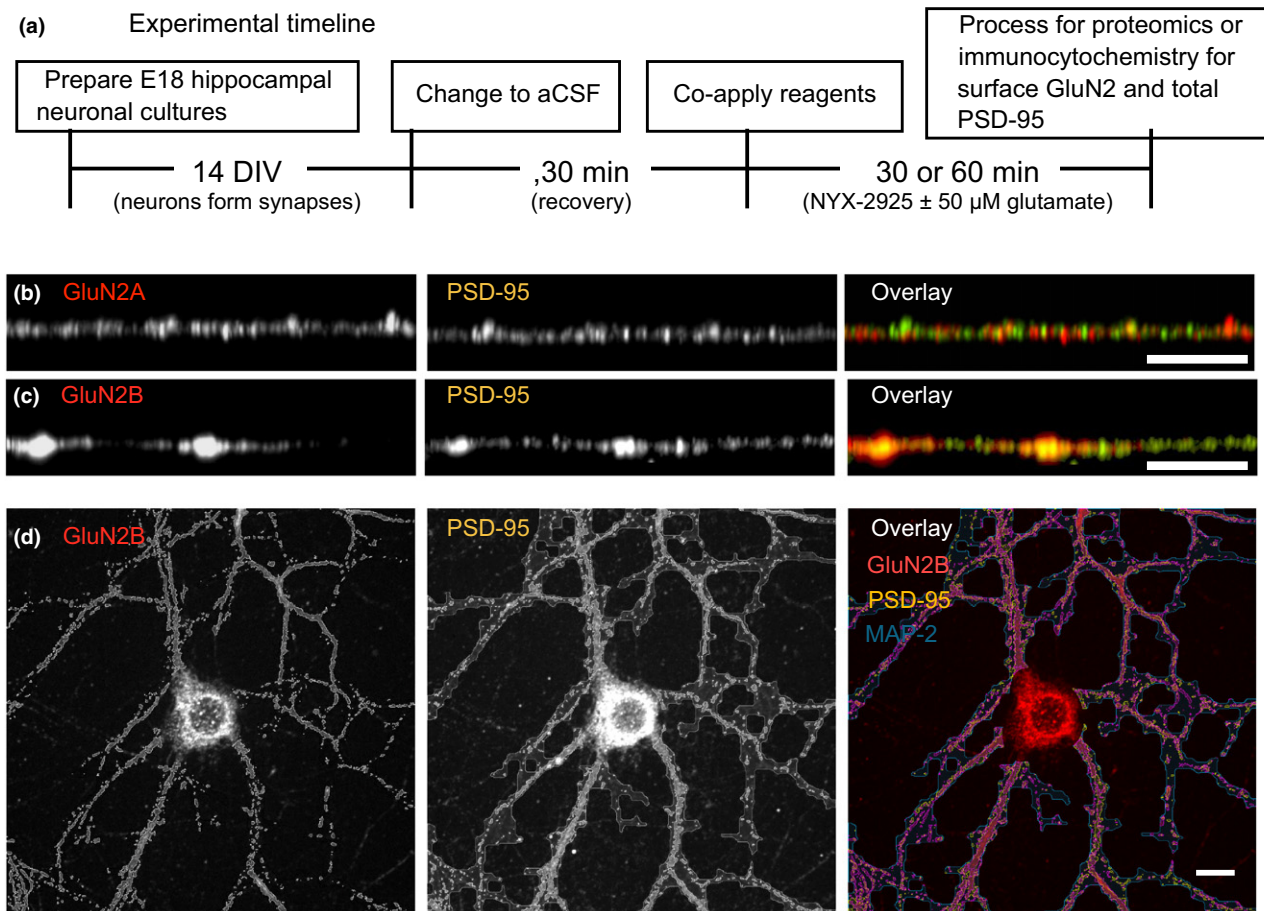 (a) Experimental timeline
Prepare E18 hippocampal
neuronal cultures
Change to aCSF
Co-apply reagents
Process for proteomics or
immunocytochemistry for
surface GluN2 and total
PSD-95
14 DIV
(neurons form synapses)
,30 min
(recovery)
30 or 60 min
(NYX-2925 ± 50 µM glutamate)
(b) GluN2A
PSD-95
Overlay
(c) GluN2B
PSD-95
Overlay
(d) GluN2B
PSD-95
Overlay
GluN2B
PSD-95
MAP-2